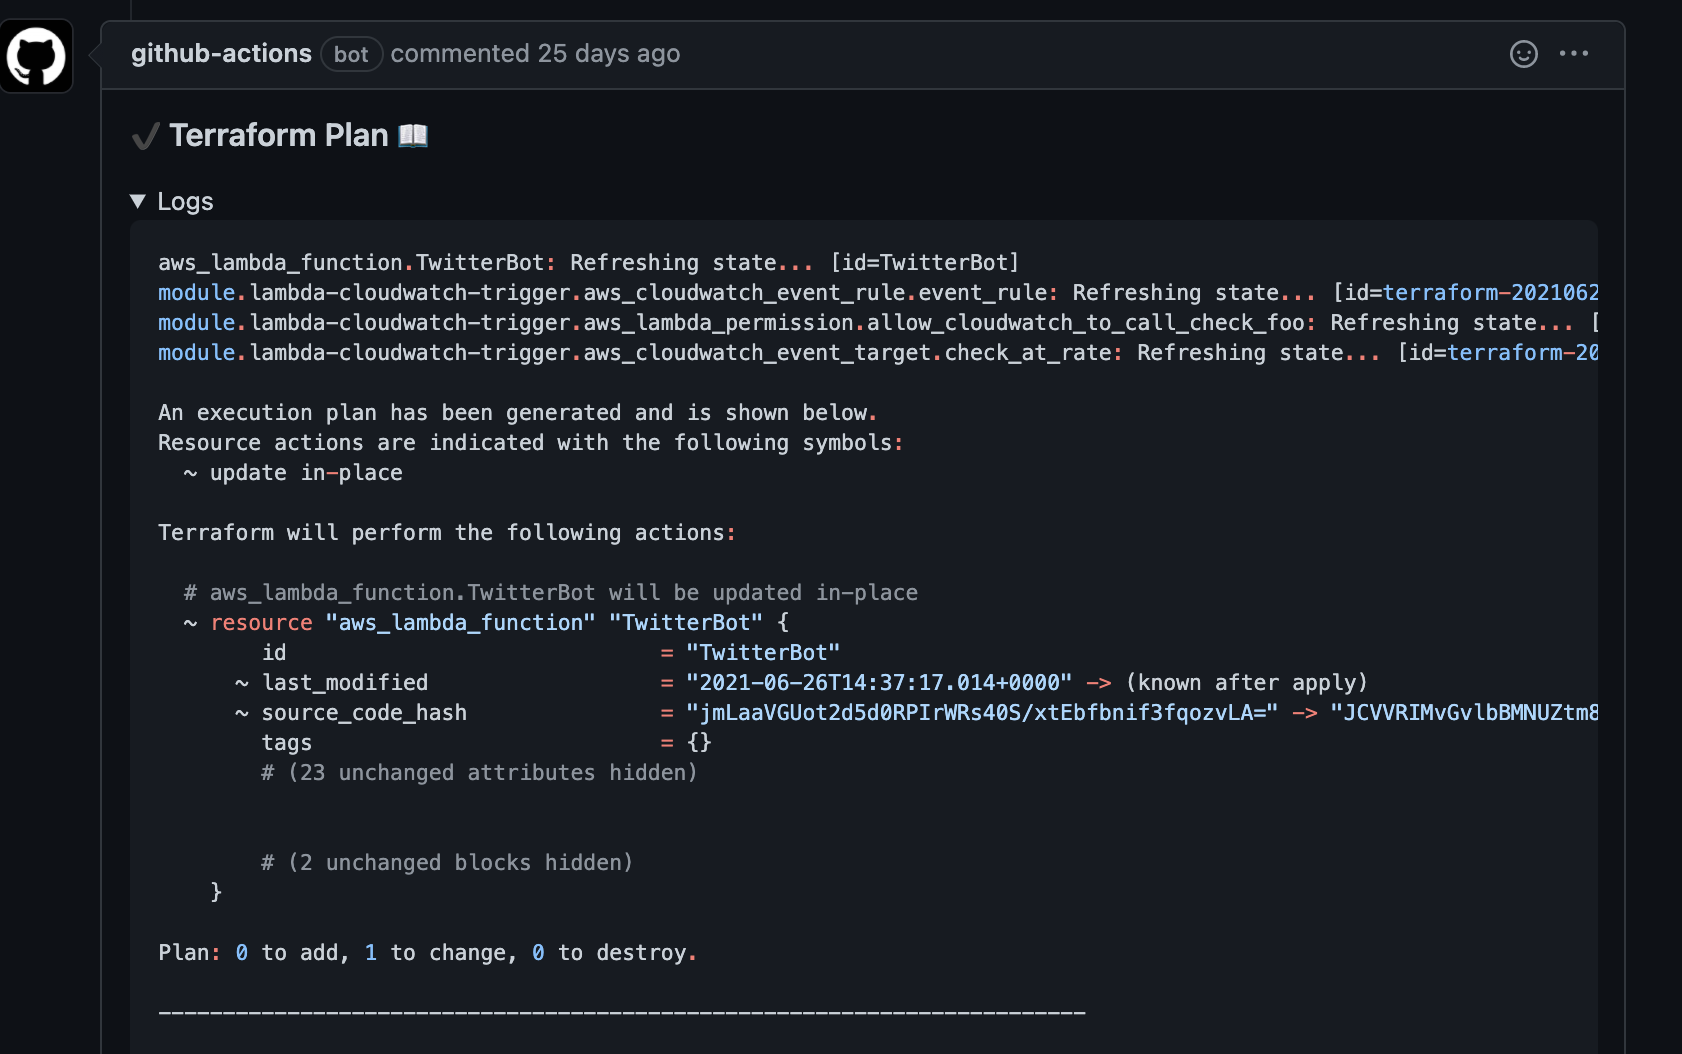 github-actions bot commented 25 days ago
✔ Terraform Plan 📖
▼ Logs
aws_lambda_function.TwitterBot: Refreshing state... [id=TwitterBot]
module.lambda-cloudwatch-trigger.aws_cloudwatch_event_rule.event_rule: Refreshing state... [id=terraform-2021062
module.lambda-cloudwatch-trigger.aws_lambda_permission.allow_cloudwatch_to_call_check_foo: Refreshing state... [
module.lambda-cloudwatch-trigger.aws_cloudwatch_event_target.check_at_rate: Refreshing state... [id=terraform-20
An execution plan has been generated and is shown below.
Resource actions are indicated with the following symbols:
~ update in-place
Terraform will perform the following actions:
# aws_lambda_function.TwitterBot will be updated in-place
~ resource "aws_lambda_function" "TwitterBot" {
id = "TwitterBot"
~ last_modified = "2021-06-26T14:37:17.014+0000" -> (known after apply)
~ source_code_hash = "jmLaaVGUot2d5d0RPIrWRs40S/xtEbfbnif3fqozvLA=" -> "JCVVRIMvGvlbBMNUZtm8
tags = {}
# (23 unchanged attributes hidden)
# (2 unchanged blocks hidden)
}
Plan: 0 to add, 1 to change, 0 to destroy.
------------------------------------------------------------------------